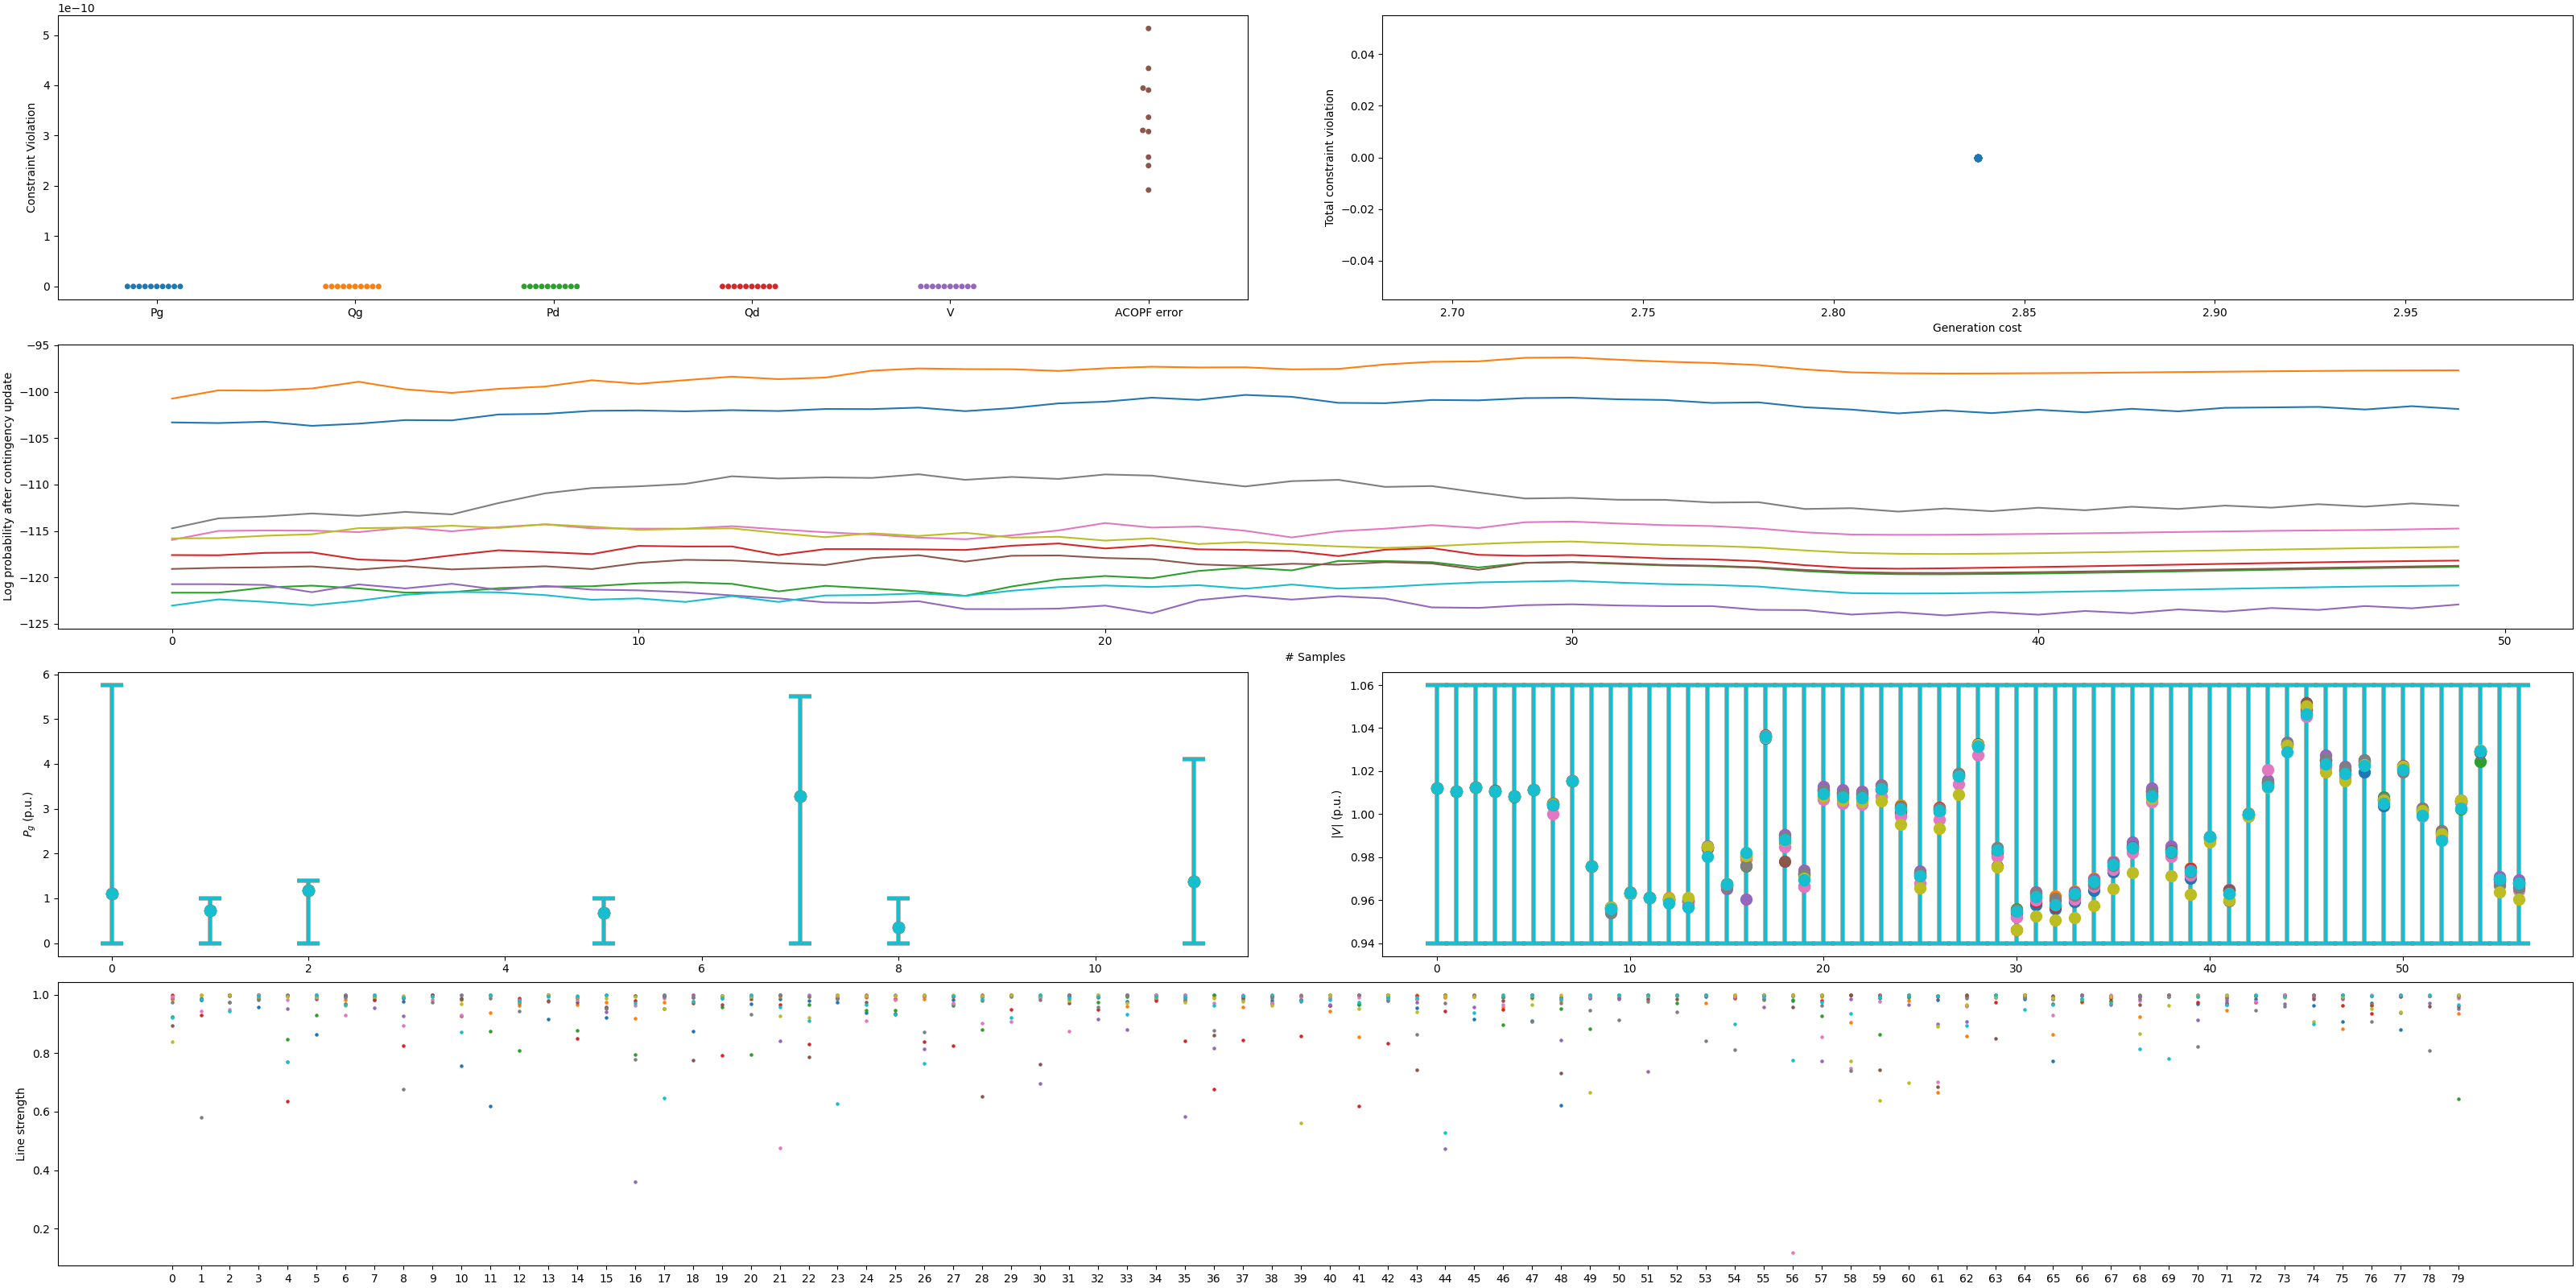 1e−10
5
4
3
2
1
0
Constraint Violation
Pg Qg Pd Qd V ACOPF error
0.04
0.02
0.00
−0.02
−0.04
Total constraint violation
2.70 2.75 2.80 2.85 2.90 2.95
Generation cost
−95
−100
−105
−110
−115
−120
−125
Log probability after contingency update
0 10 20 30 40 50
# Samples
6
5
4
3
2
1
0
Pg (p.u.)
0 2 4 6 8 10
1.06
1.04
1.02
1.00
0.98
0.96
0.94
|V| (p.u.)
0 10 20 30 40 50
1.0
0.8
0.6
0.4
0.2
Line strength
0 1 2 3 4 5 6 7 8 9 10 11 12 13 14 15 16 17 18 19 20 21 22 23 24 25 26 27 28 29 30 31 32 33 34 35 36 37 38 39 40 41 42 43 44 45 46 47 48 49 50 51 52 53 54 55 56 57 58 59 60 61 62 63 64 65 66 67 68 69 70 71 72 73 74 75 76 77 78 79